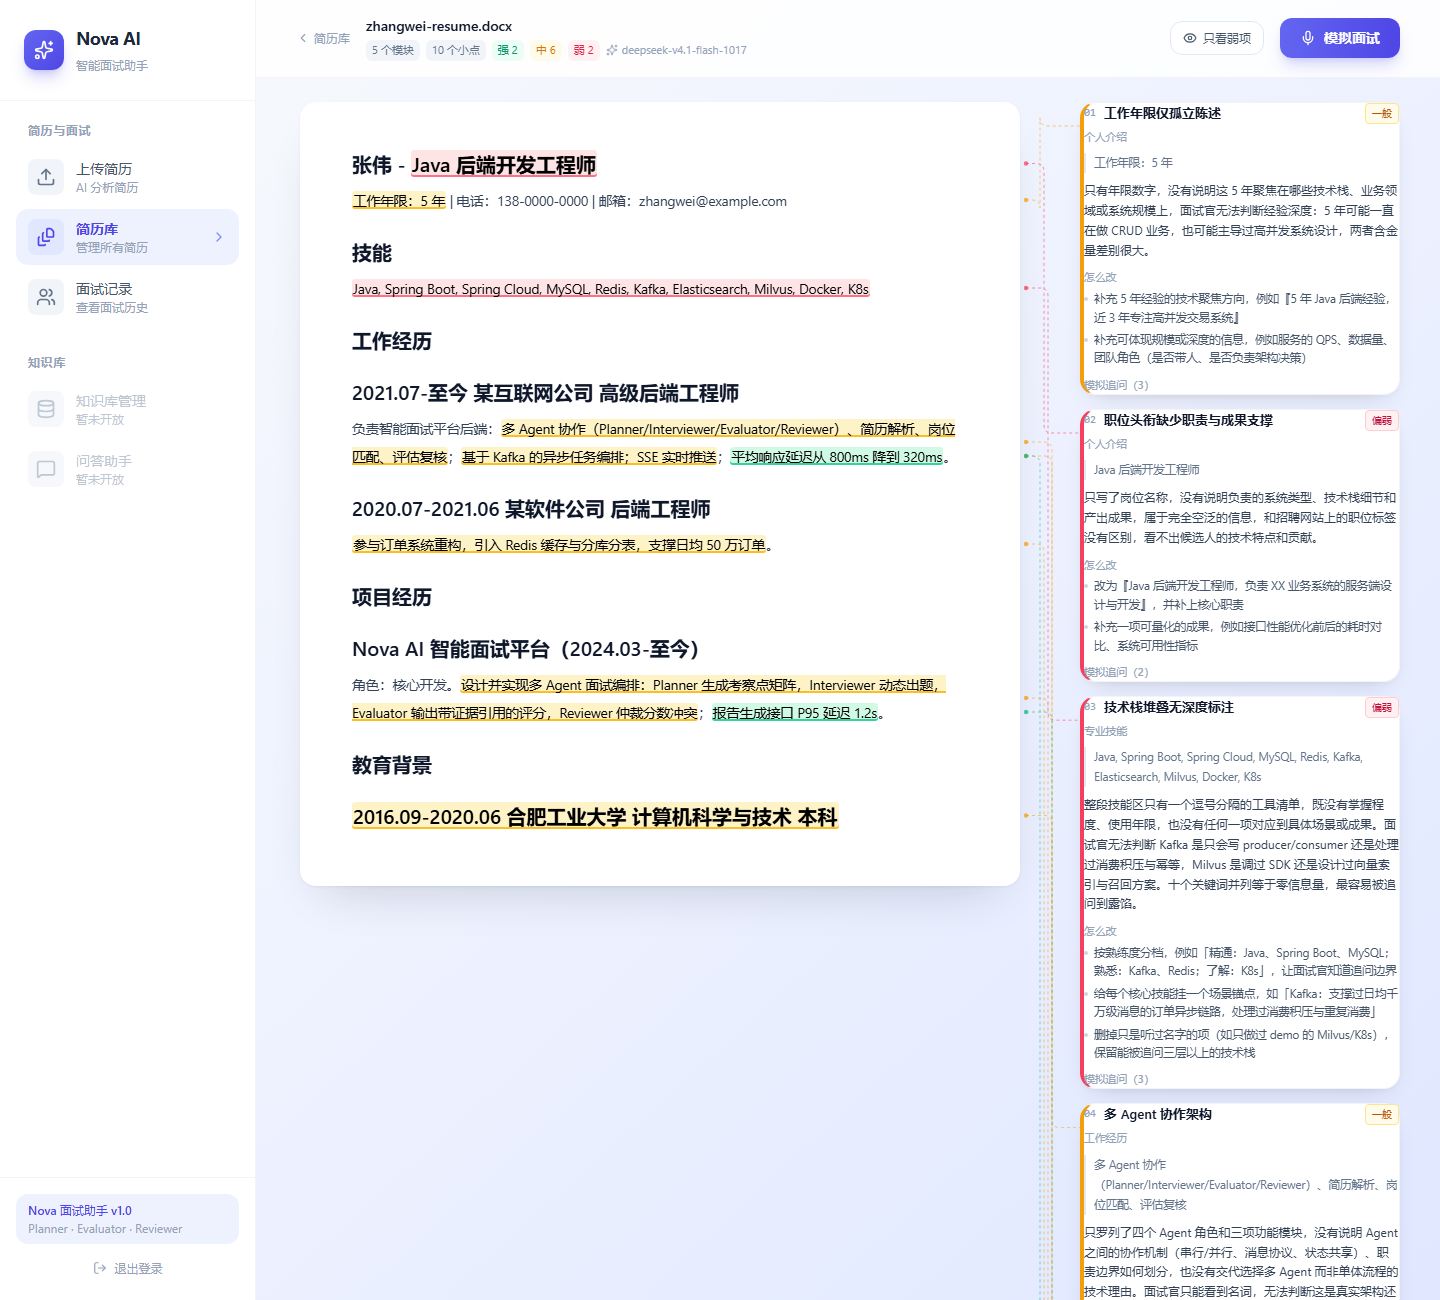 Nova AI
智能面试助手
简历与面试
上传简历
AI 分析简历
简历库
管理所有简历
面试记录
查看面试历史
知识库
知识库管理
暂未开放
问答助手
暂未开放
Nova 面试助手 v1.0
Planner · Evaluator · Reviewer
退出登录
简历库
zhangwei-resume.docx
5 个模块
10 个小点
强 2
中 6
弱 2
deepseek-v4.1-flash-1017
只看弱项
模拟面试
张伟 - Java 后端开发工程师
工作年限：5 年 | 电话：138-0000-0000 | 邮箱：zhangwei@example.com
技能
Java, Spring Boot, Spring Cloud, MySQL, Redis, Kafka, Elasticsearch, Milvus, Docker, K8s
工作经历
2021.07-至今 某互联网公司 高级后端工程师
负责智能面试平台后端：多 Agent 协作（Planner/Interviewer/Evaluator/Reviewer）、简历解析、岗位
匹配、评估复核；基于 Kafka 的异步任务编排；SSE 实时推送；平均响应延迟从 800ms 降到 320ms。
2020.07-2021.06 某软件公司 后端工程师
参与订单系统重构，引入 Redis 缓存与分库分表，支撑日均 50 万订单。
项目经历
Nova AI 智能面试平台（2024.03-至今）
角色：核心开发。设计并实现多 Agent 面试编排：Planner 生成考察点矩阵，Interviewer 动态出题，
Evaluator 输出带证据引用的评分，Reviewer 仲裁分数冲突；报告生成接口 P95 延迟 1.2s。
教育背景
2016.09-2020.06 合肥工业大学 计算机科学与技术 本科
01 工作年限仅孤立陈述 一般
个人介绍
工作年限：5 年
只有年限数字，没有说明这 5 年聚焦在哪些技术栈、业务领
域或系统规模上，面试官无法判断经验深度：5 年可能一直
在做 CRUD 业务，也可能主导过高并发系统设计，两者含金
量差别很大。
怎么改
补充 5 年经验的技术聚焦方向，例如『5 年 Java 后端经验，
近 3 年专注高并发交易系统』
补充可体现规模或深度的信息，例如服务的 QPS、数据量、
团队角色（是否带人、是否负责架构决策）
模拟追问（3）
02 职位头衔缺少职责与成果支撑 偏弱
个人介绍
Java 后端开发工程师
只写了岗位名称，没有说明负责的系统类型、技术栈细节和
产出成果，属于完全空泛的信息，和招聘网站上的职位标签
没有区别，看不出候选人的技术特点和贡献。
怎么改
改为『Java 后端开发工程师，负责 XX 业务系统的服务端设
计与开发』，并补上核心职责
补充一项可量化的成果，例如接口性能优化前后的耗时对
比、系统可用性指标
模拟追问（2）
03 技术栈堆叠无深度标注 偏弱
专业技能
Java, Spring Boot, Spring Cloud, MySQL, Redis, Kafka,
Elasticsearch, Milvus, Docker, K8s
整段技能区只有一个逗号分隔的工具清单，既没有掌握程
度、使用年限，也没有任何一项对应到具体场景或成果。面
试官无法判断 Kafka 是只会写 producer/consumer 还是处理
过消费积压与幂等，Milvus 是调过 SDK 还是设计过向量索
引与召回方案。十个关键词并列等于零信息量，最容易被追
问到露馅。
怎么改
按熟练度分档，例如「精通：Java、Spring Boot、MySQL；
熟悉：Kafka、Redis；了解：K8s」，让面试官知道追问边界
给每个核心技能挂一个场景锚点，如「Kafka：支撑过日均千
万级消息的订单异步链路，处理过消费积压与重复消费」
删掉只是听过名字的项（如只做过 demo 的 Milvus/K8s），
保留能被追问三层以上的技术栈
模拟追问（3）
04 多 Agent 协作架构 一般
工作经历
多 Agent 协作
（Planner/Interviewer/Evaluator/Reviewer）、简历解析、岗
位匹配、评估复核
只罗列了四个 Agent 角色和三项功能模块，没有说明 Agent
之间的协作机制（串行/并行、消息协议、状态共享）、职
责边界如何划分，也没有交代选择多 Agent 而非单体流程的
技术理由。面试官只能看到名词，无法判断这是真实架构还